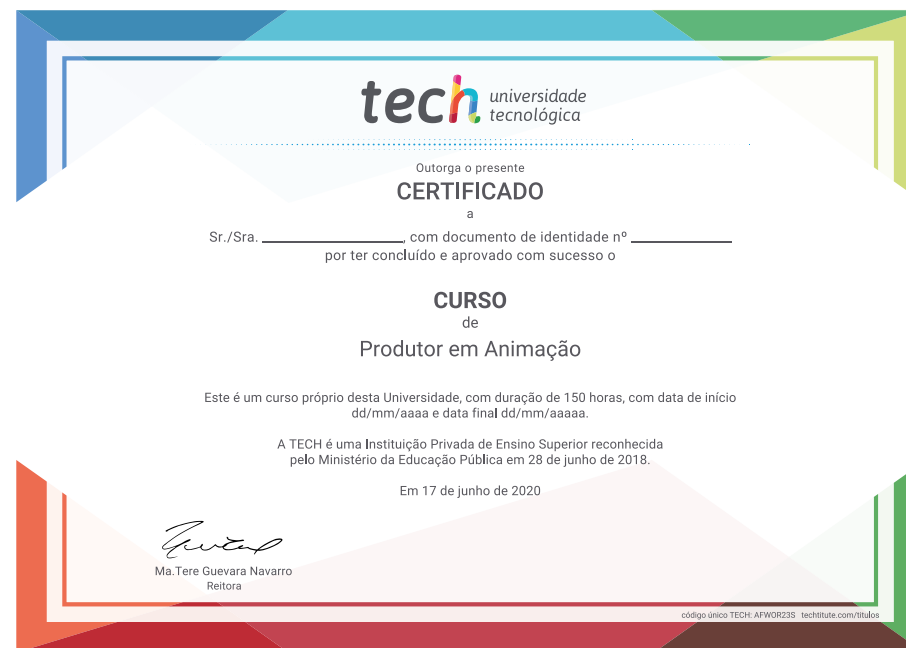 tech universidade
tecnológica
Outorga o presente
CERTIFICADO
a
Sr./Sra. ____________, com documento de identidade nº ____________
por ter concluído e aprovado com sucesso o
CURSO
de
Produtor em Animação
Este é um curso próprio desta Universidade, com duração de 150 horas, com data de início
dd/mm/aaaa e data final dd/mm/aaaaa.
A TECH é uma Instituição Privada de Ensino Superior reconhecida
pelo Ministério da Educação Pública em 28 de junho de 2018.
Em 17 de junho de 2020
Ma.Tere Guevara Navarro
Reitora
código único TECH: AFWOR23S techtitute.com/titulos